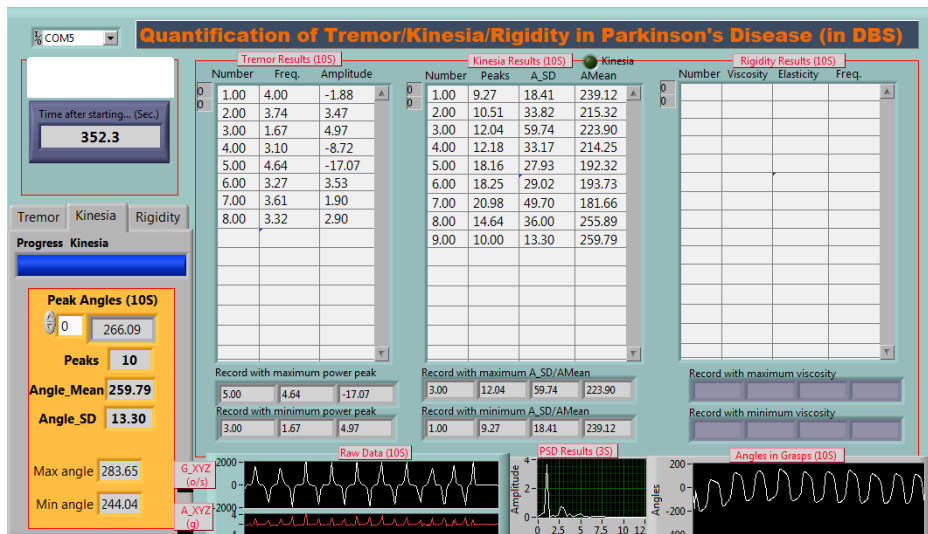 COM5
Quantification of Tremor/Kinesia/Rigidity in Parkinson's Disease (in DBS)
Time after starting... (Sec.)
352.3
Tremor Kinesia Rigidity
Progress Kinesia
Peak Angles (10S)
0 266.09
Peaks 10
Angle_Mean 259.79
Angle_SD 13.30
Max angle 283.65
Min angle 244.04
Tremor Results (10S)
Number Freq. Amplitude
0
0
1.00 4.00 -1.88
2.00 3.74 3.47
3.00 1.67 4.97
4.00 3.10 -8.72
5.00 4.64 -17.07
6.00 3.27 3.53
7.00 3.61 1.90
8.00 3.32 2.90
Record with maximum power peak
5.00 4.64 -17.07
Record with minimum power peak
3.00 1.67 4.97
Kinesia Results (10S) Kinesia
Number Peaks A_SD AMean
0
0
1.00 9.27 18.41 239.12
2.00 10.51 33.82 215.32
3.00 12.04 59.74 223.90
4.00 12.18 33.17 214.25
5.00 18.16 27.93 192.32
6.00 18.25 29.02 193.73
7.00 20.98 49.70 181.66
8.00 14.64 36.00 255.89
9.00 10.00 13.30 259.79
Record with maximum A_SD/AMean
3.00 12.04 59.74 223.90
Record with minimum A_SD/AMean
1.00 9.27 18.41 239.12
Rigidity Results (10S)
Number Viscosity Elasticity Freq.
0
0
Record with maximum viscosity
Record with minimum viscosity
Raw Data (10S)
G_XYZ
(o/s)
2000
0
-2000
A_XYZ
(g)
4
PSD Results (3S)
Amplitude
4
2
0
0 2.5 5 7.5 10 12
Angles in Grasps (10S)
Angles
200
0
-200